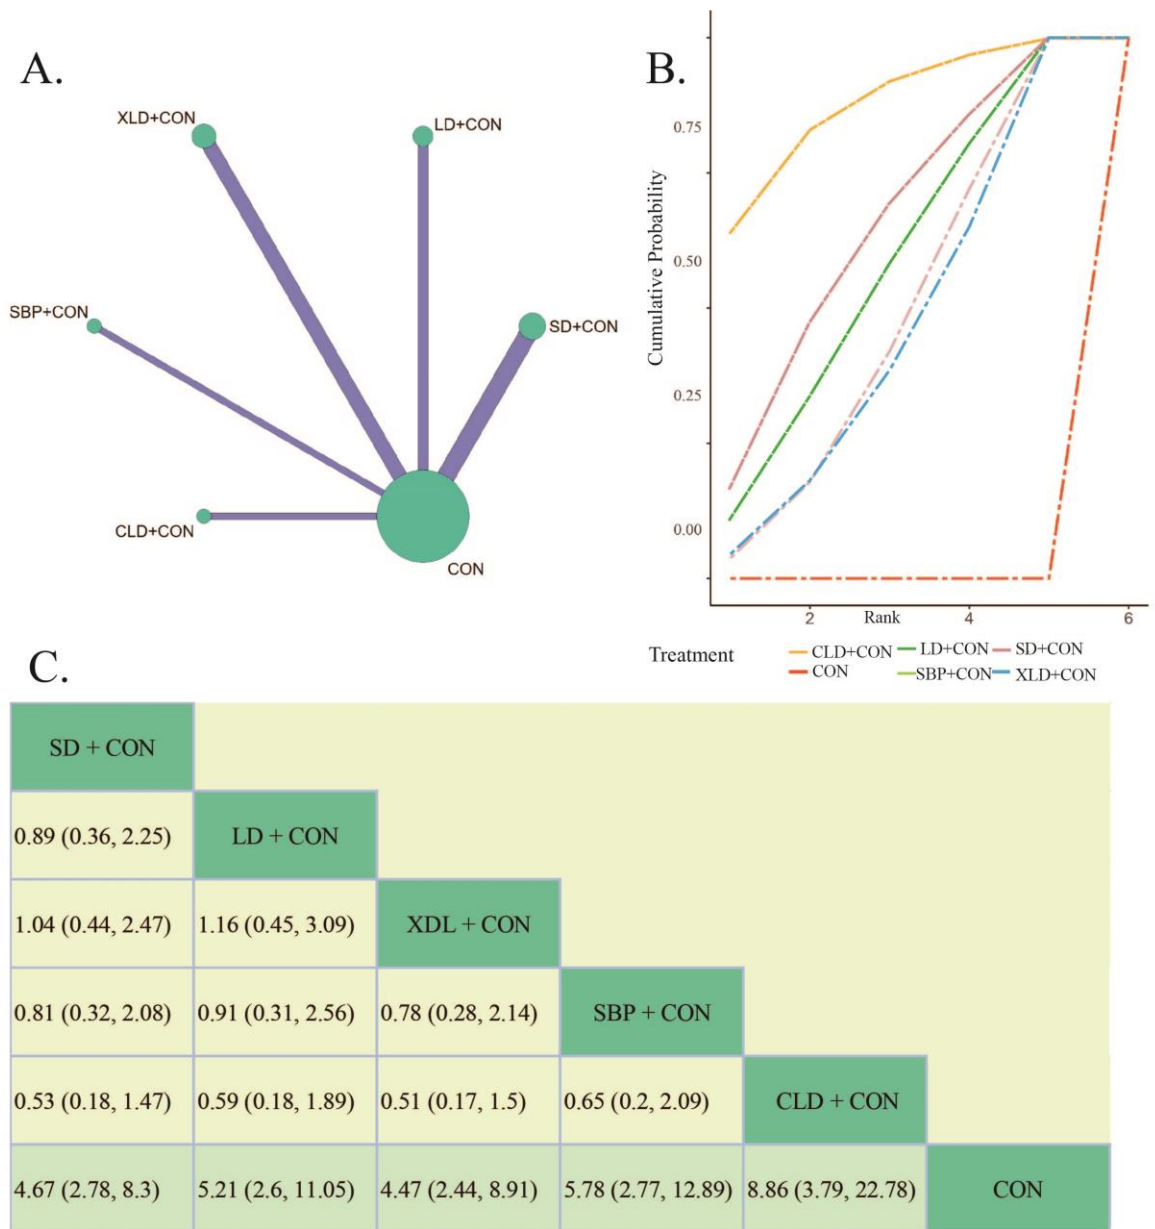 A.
XLD+CON
LD+CON
SBP+CON
SD+CON
CLD+CON
CON
B.
Cumulative Probability
0.75
0.50
0.25
0.00
2
Rank
4
6
Treatment
CLD+CON
LD+CON
SD+CON
CON
SBP+CON
XLD+CON
C.
SD + CON
0.89 (0.36, 2.25) LD + CON
1.04 (0.44, 2.47) 1.16 (0.45, 3.09) XDL + CON
0.81 (0.32, 2.08) 0.91 (0.31, 2.56) 0.78 (0.28, 2.14) SBP + CON
0.53 (0.18, 1.47) 0.59 (0.18, 1.89) 0.51 (0.17, 1.5) 0.65 (0.2, 2.09) CLD + CON
4.67 (2.78, 8.3) 5.21 (2.6, 11.05) 4.47 (2.44, 8.91) 5.78 (2.77, 12.89) 8.86 (3.79, 22.78) CON